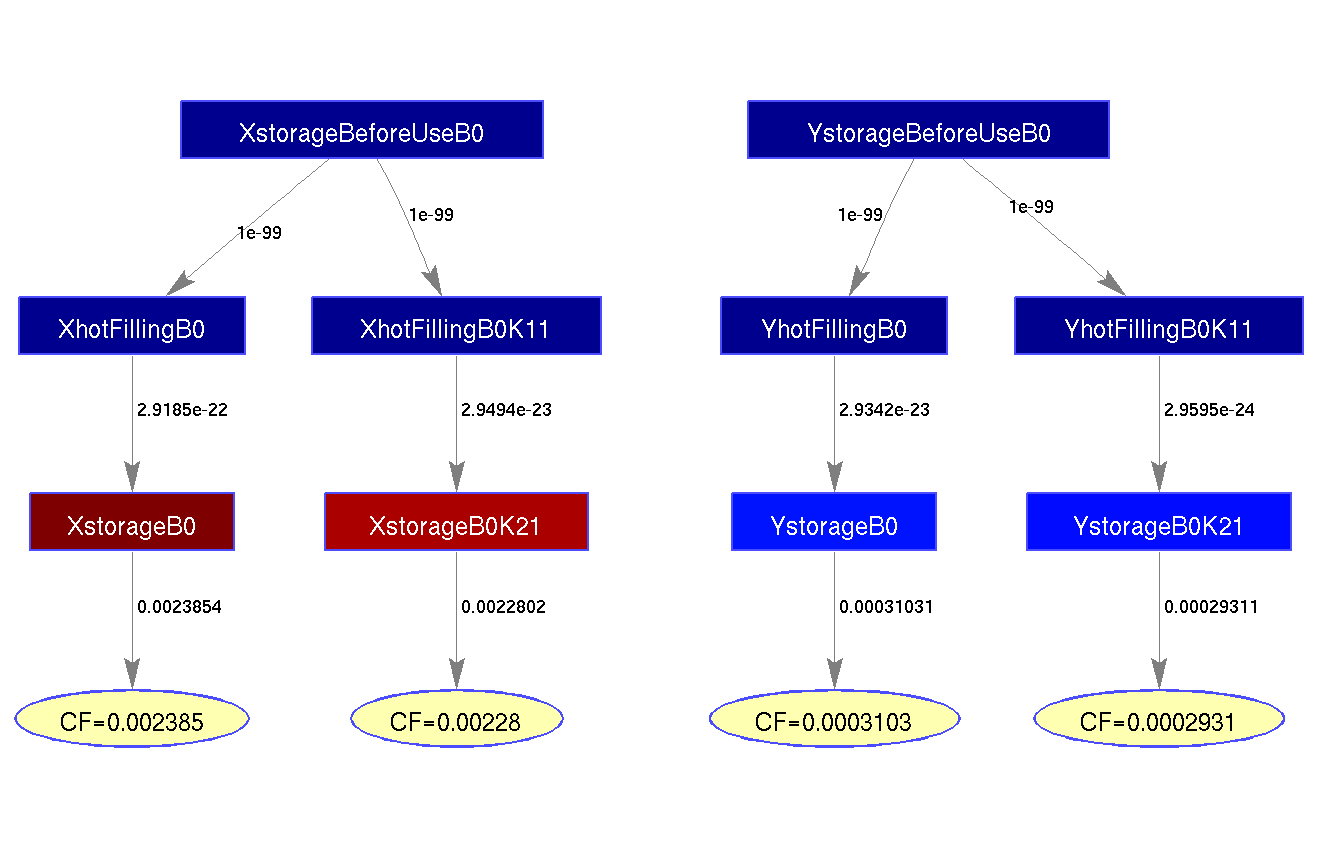 XstorageBeforeUseB0
YstorageBeforeUseB0
1e-99
1e-99
1e-99
1e-99
XhotFillingB0
XhotFillingB0K11
YhotFillingB0
YhotFillingB0K11
2.9185e-22
2.9494e-23
2.9342e-23
2.9595e-24
XstorageB0
XstorageB0K21
YstorageB0
YstorageB0K21
0.0023854
0.0022802
0.00031031
0.00029311
CF=0.002385
CF=0.00228
CF=0.0003103
CF=0.0002931